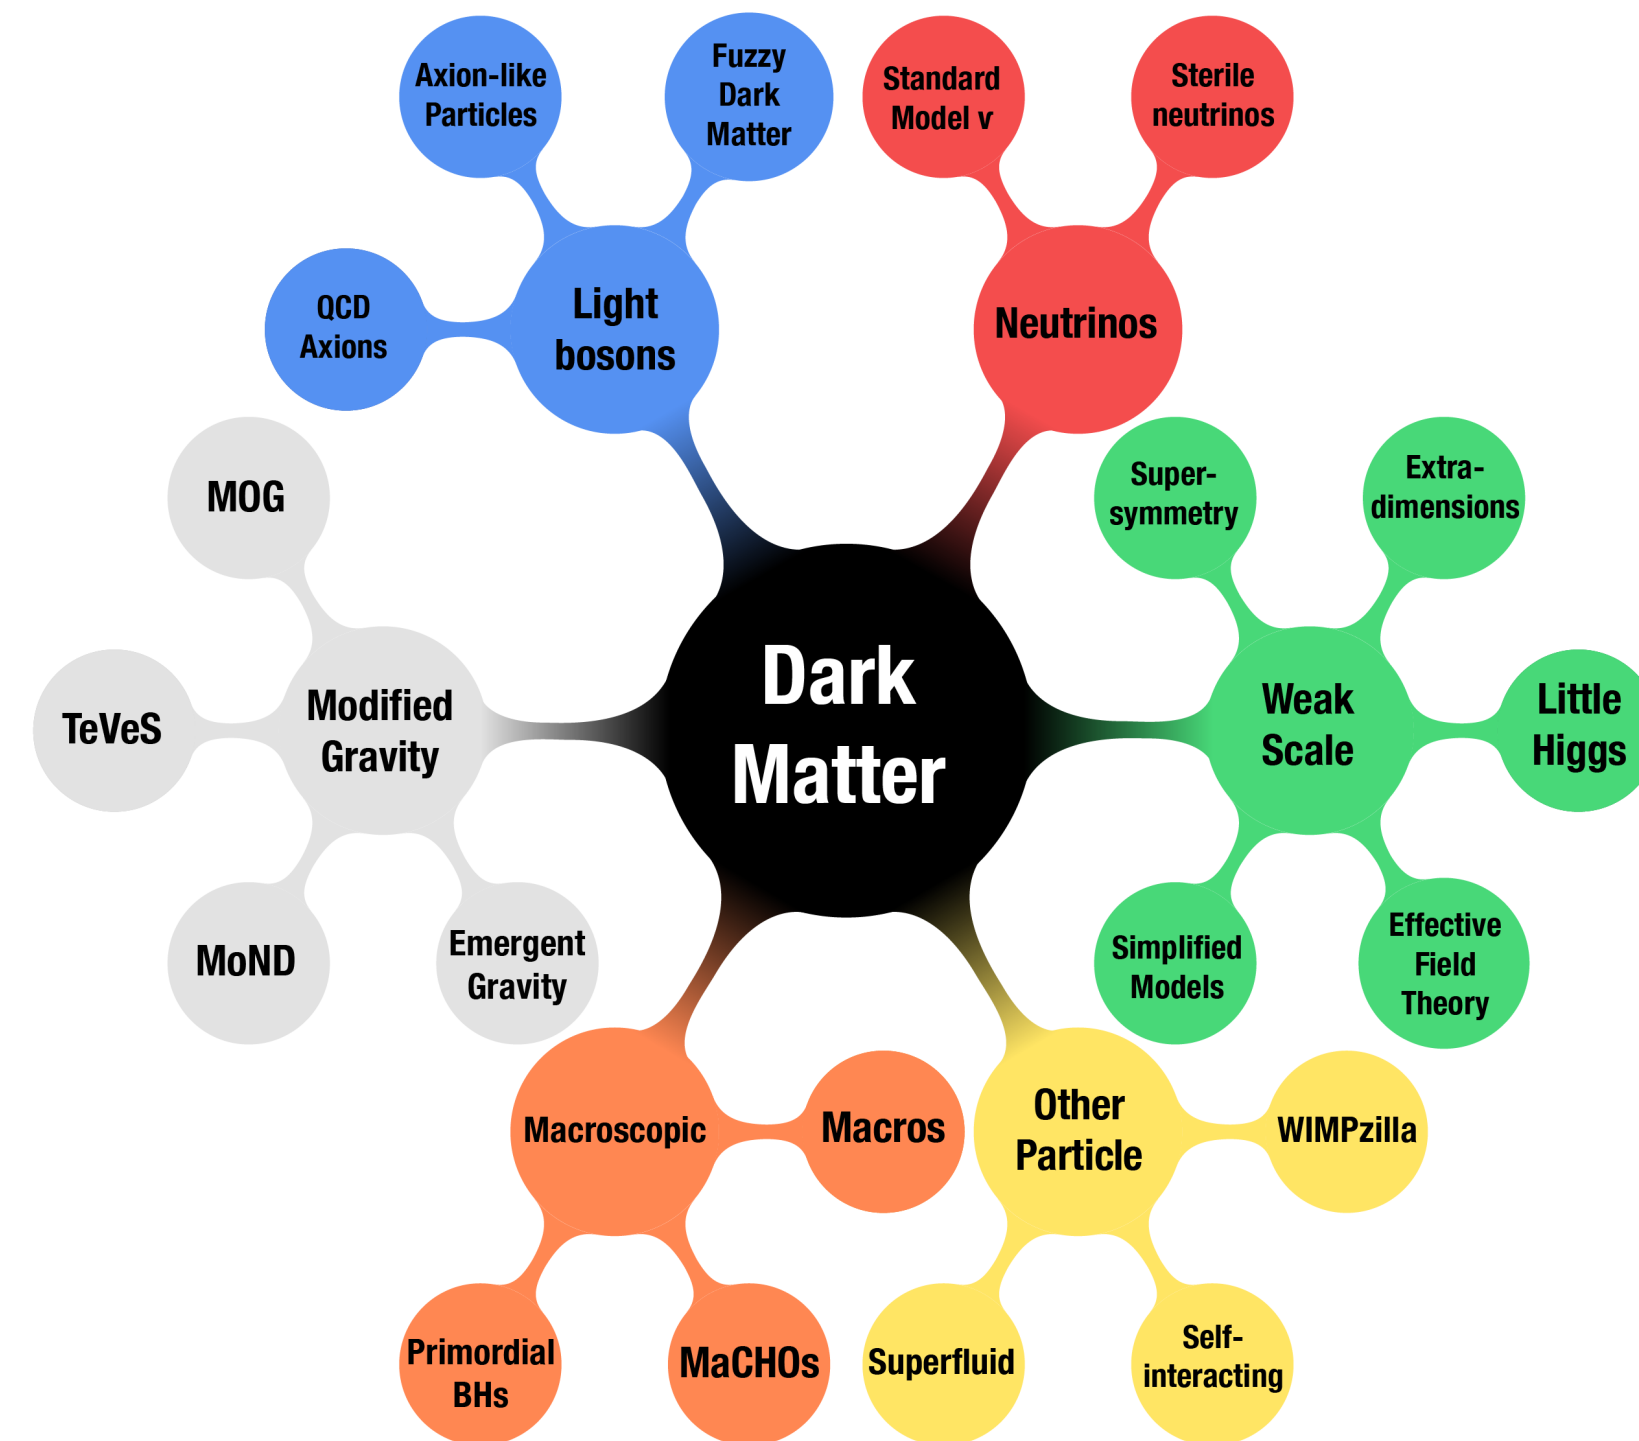 Axion-like
Particles
Fuzzy
Dark
Matter
Standard
Model ν
Sterile
neutrinos
QCD
Axions
Light
bosons
Neutrinos
MOG
Super-
symmetry
Extra-
dimensions
TeVeS
Modified
Gravity
Dark
Matter
Weak
Scale
Little
Higgs
MoND
Emergent
Gravity
Simplified
Models
Effective
Field
Theory
Macroscopic
Macros
Other
Particle
WIMPzilla
Primordial
BHs
MaCHOs
Superfluid
Self-
interacting